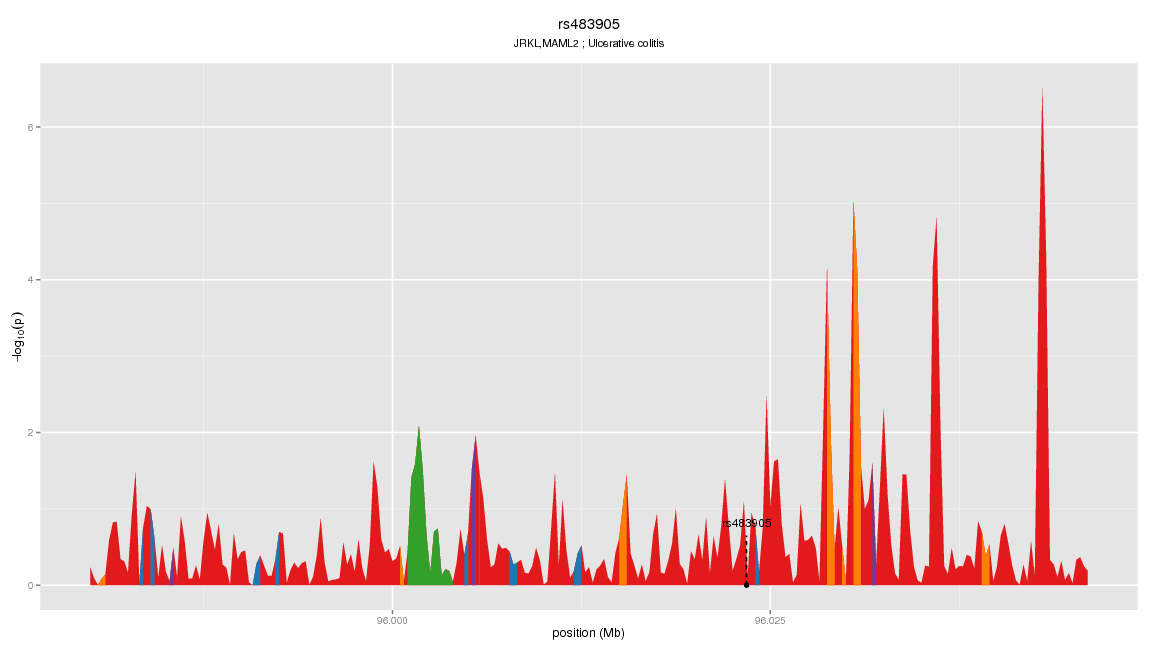 rs483905
JRKL,MAML2 ; Ulcerative colitis
6
4
2
0
−log10(p)
rs483905
96.000
96.025
position (Mb)